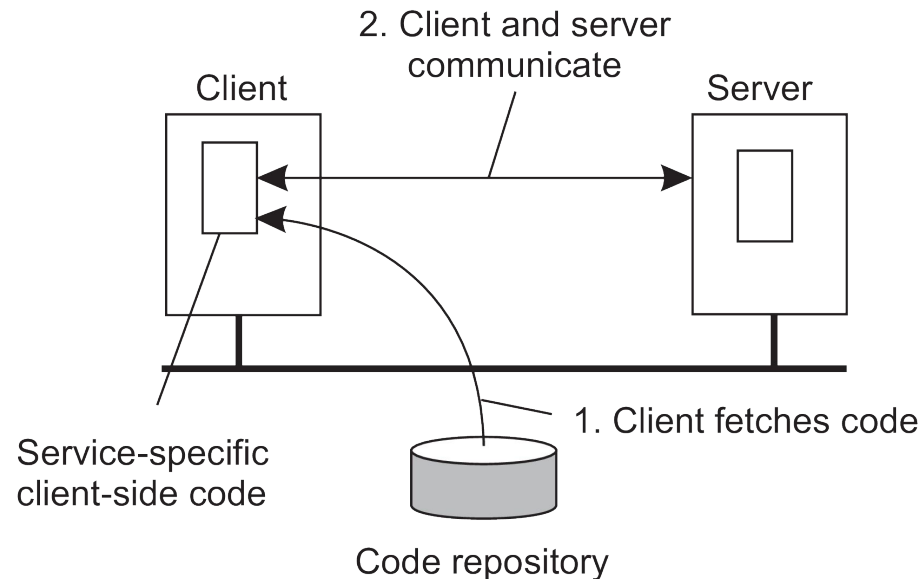 2. Client and server
communicate
Client
Server
1. Client fetches code
Service-specific
client-side code
Code repository